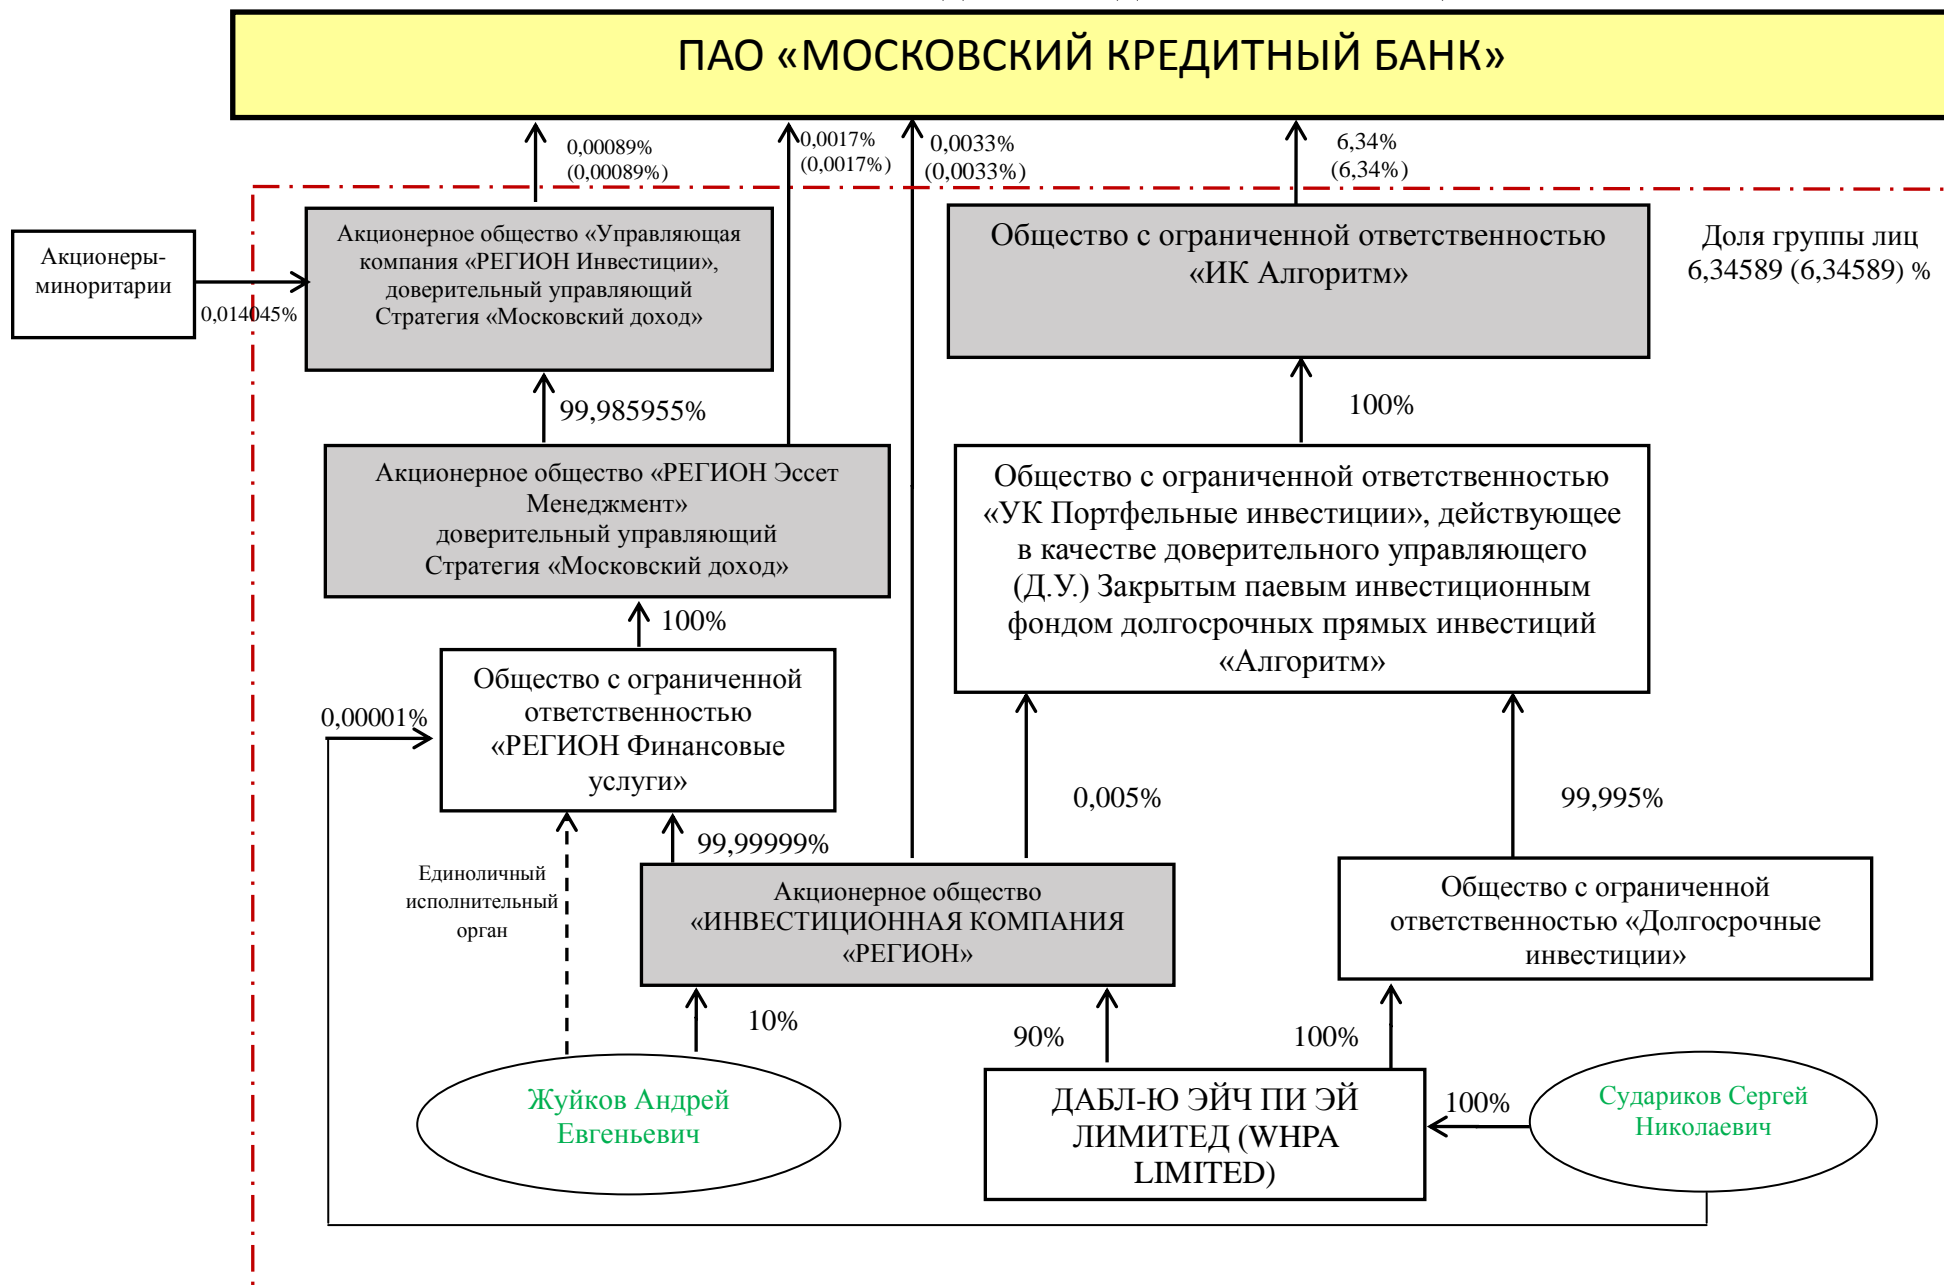 ПАО «МОСКОВСКИЙ КРЕДИТНЫЙ БАНК»
0,00089%
(0,00089%)
0,0017%
(0,0017%)
0,0033%
(0,0033%)
6,34%
(6,34%)
Акционеры-
миноритарии
0,014045%
Акционерное общество «Управляющая
компания «РЕГИОН Инвестиции»,
доверительный управляющий
Стратегия «Московский доход»
Общество с ограниченной ответственностью
«ИК Алгоритм»
Доля группы лиц
6,34589 (6,34589) %
99,985955%
100%
Акционерное общество «РЕГИОН Эссет
Менеджмент»
доверительный управляющий
Стратегия «Московский доход»
Общество с ограниченной ответственностью
«УК Портфельные инвестиции», действующее
в качестве доверительного управляющего
(Д.У.) Закрытым паевым инвестиционным
фондом долгосрочных прямых инвестиций
«Алгоритм»
100%
Общество с ограниченной
ответственностью
«РЕГИОН Финансовые
услуги»
0,00001%
0,005%
99,995%
99,99999%
Единоличный
исполнительный
орган
Акционерное общество
«ИНВЕСТИЦИОННАЯ КОМПАНИЯ
«РЕГИОН»
Общество с ограниченной
ответственностью «Долгосрочные
инвестиции»
10%
90%
100%
Жуйков Андрей
Евгеньевич
ДАБЛ-Ю ЭЙЧ ПИ ЭЙ
ЛИМИТЕД (WHPA
LIMITED)
100%
Судариков Сергей
Николаевич